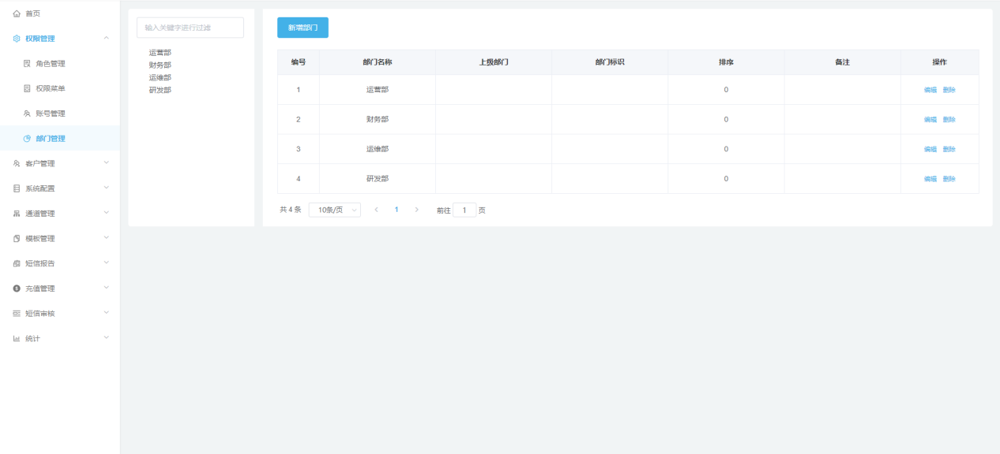 首页
权限管理
角色管理
权限菜单
账号管理
部门管理
客户管理
系统配置
通道管理
模板管理
短信报告
充值管理
短信审核
统计
输入关键字进行过滤
运营部
财务部
运维部
研发部
新增部门
编号 部门名称 上级部门 部门标识 排序 备注 操作
1 运营部 0 编辑 删除
2 财务部 0 编辑 删除
3 运维部 0 编辑 删除
4 研发部 0 编辑 删除
共 4 条 10条/页 1 前往 1 页